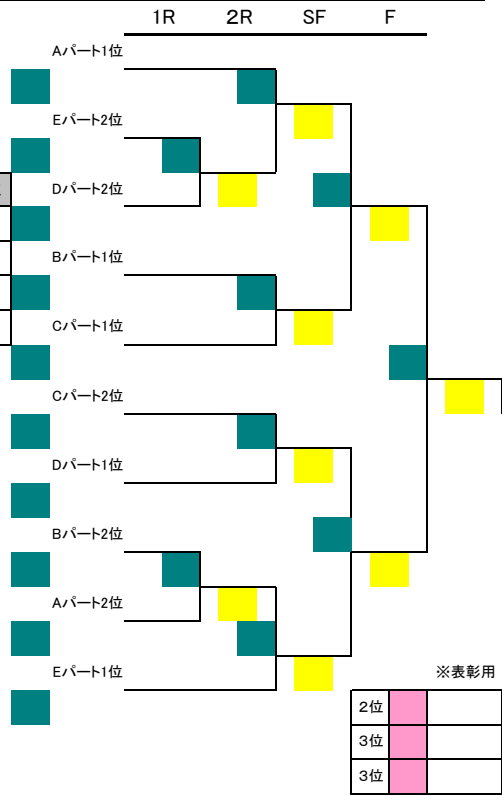 1R 2R SF F
Aパート1位
Eパート2位
Dパート2位
Bパート1位
Cパート1位
Cパート2位
Dパート1位
Bパート2位
Aパート2位
Eパート1位
※表彰用
2位
3位
3位